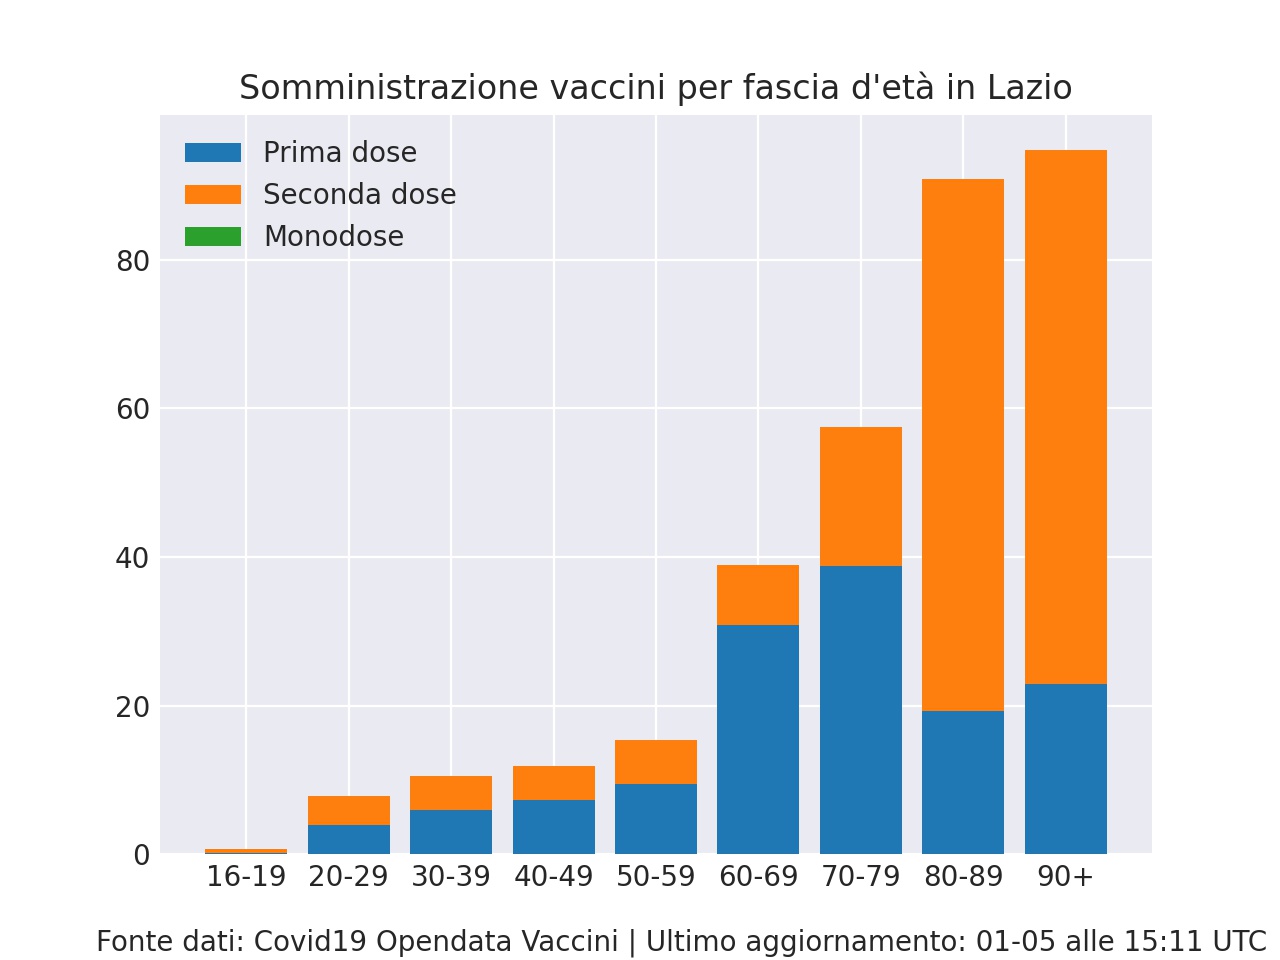 Somministrazione vaccini per fascia d'età in Lazio
Prima dose
Seconda dose
Monodose
80
60
40
20
0
16-19 20-29 30-39 40-49 50-59 60-69 70-79 80-89 90+
Fonte dati: Covid19 Opendata Vaccini | Ultimo aggiornamento: 01-05 alle 15:11 UTC